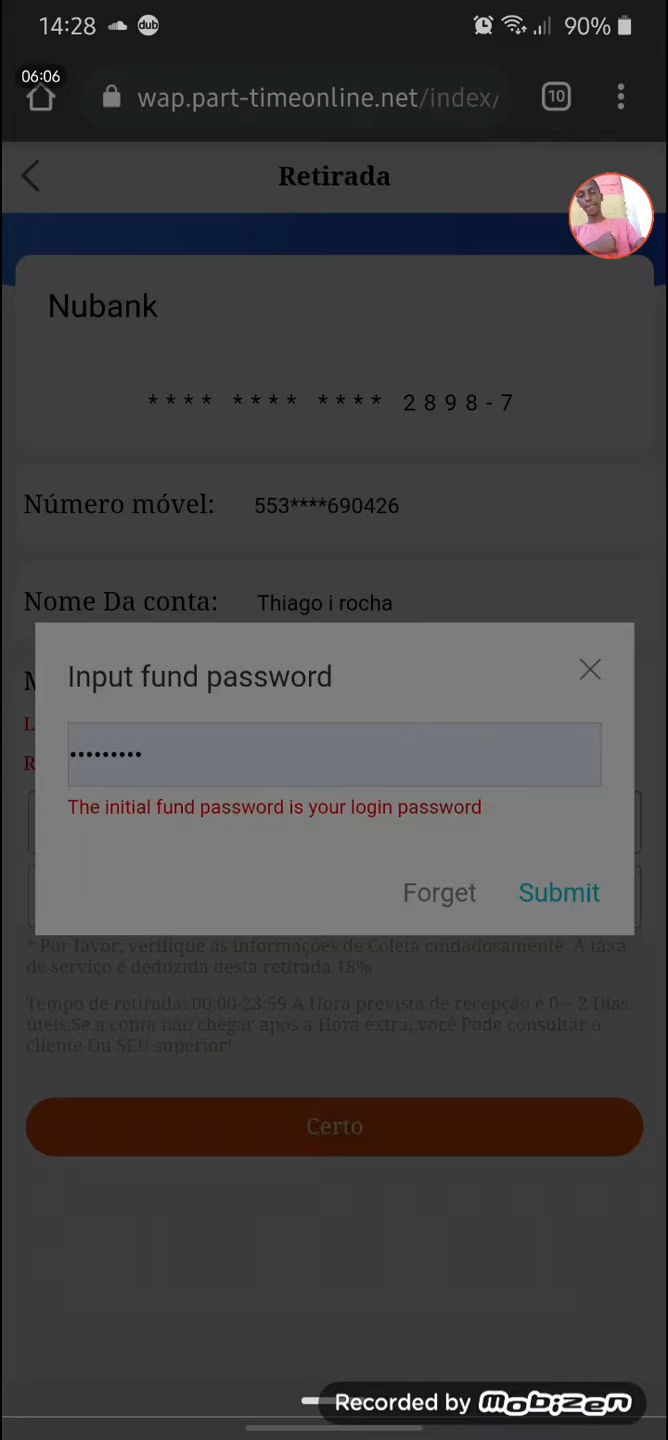 14:28 dub 90%
06:06
wap.part-timeonline.net/index/ 10
Retirada
Nubank
**** **** **** 2898-7
Número móvel: 553****690426
Nome Da conta: Thiago i rocha
Input fund password
•••••••••
The initial fund password is your login password
Forget Submit
* Por favor, verifique as informações de Coleta cuidadosamente. A taxa
de serviço é deduzida desta retirada 18%
Tempo de retirada: 00:00-23:59 A Hora prevista de recepção é 0 – 2 Dias
úteis.Se a conta não chegar após a Hora extra, você Pode consultar o
cliente Ou SEU superior!
Certo
Recorded by mobizen